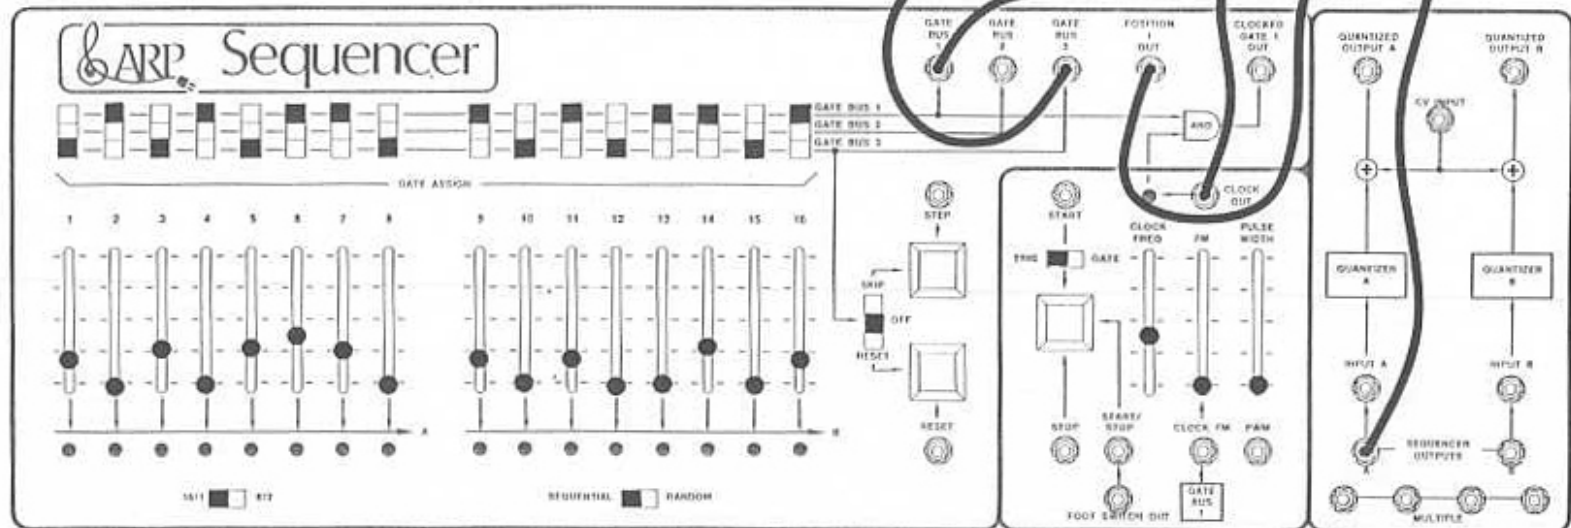 ARP Sequencer
GATE BUS 1
GATE BUS 2
GATE BUS 3
POSITION 1 OUT
CLOCKED GATE 1 OUT
QUANTIZED OUTPUT A
QUANTIZED OUTPUT B
CV INPUT
GATE BUS 1
GATE BUS 2
GATE BUS 3
AND
GATE ASSIGN
1 2 3 4 5 6 7 8 9 10 11 12 13 14 15 16
STEP
START
CLOCK OUT
CLOCK FREQ
FM
PULSE WIDTH
GATE
SKIP
OFF
RESET
QUANTIZER A
QUANTIZER B
INPUT A
INPUT B
RESET
STOP
START/STOP
CLOCK FM
PWM
A
B
SEQUENCER OUTPUTS
A
B
16/1
8/2
SEQUENTIAL
RANDOM
FOOT SWITCH
GATE BUS 1
MULTIPLE